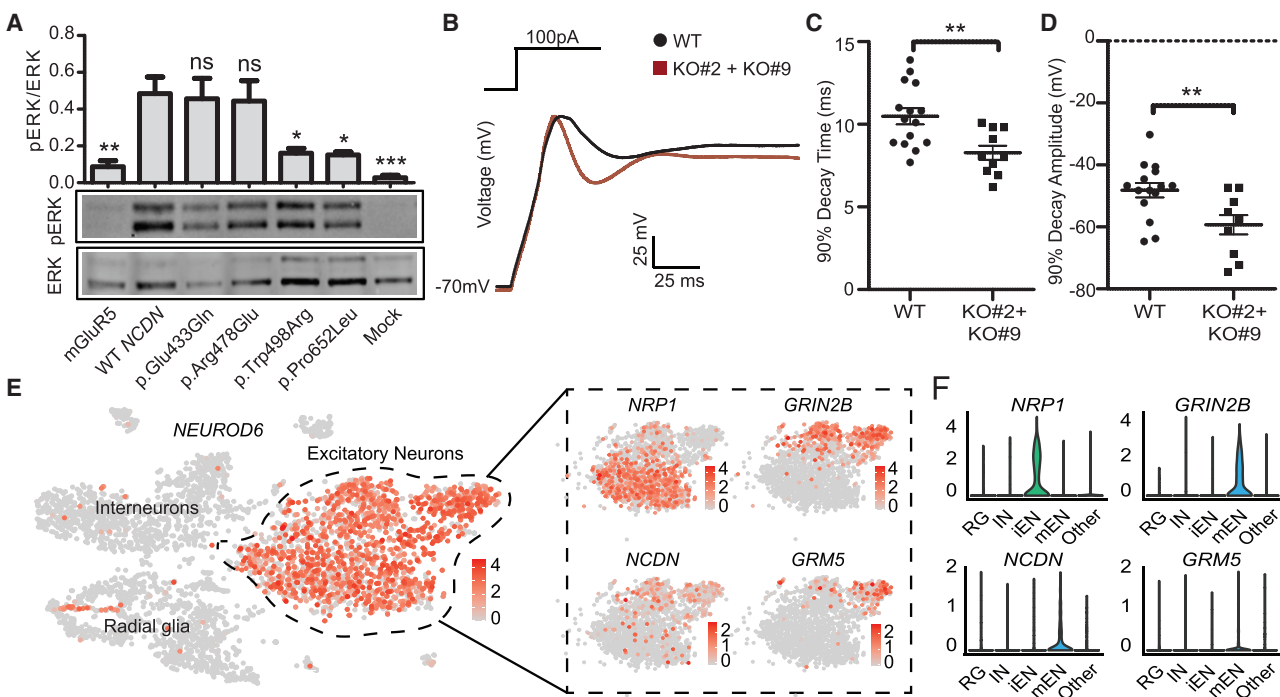 A
0.8
0.6
0.4
0.2
0.0
pERK/ERK
**
ns
ns
*
*
***
pERK
ERK
mGluR5
WT NCDN
p.Glu433Gln
p.Arg478Glu
p.Trp498Arg
p.Pro652Leu
Mock
B
100pA
WT
KO#2 + KO#9
Voltage (mV)
-70mV
25 mV
25 ms
C
**
15
10
5
0
90% Decay Time (ms)
WT
KO#2+
KO#9
D
0
-20
-40
-60
-80
**
90% Decay Amplitude (mV)
WT
KO#2+
KO#9
E
NEUROD6
Excitatory Neurons
Interneurons
Radial glia
4
2
0
NRP1
4
2
0
GRIN2B
4
2
0
NCDN
2
1
0
GRM5
2
1
0
F
NRP1
4
2
0
RG
IN
iEN
mEN
Other
GRIN2B
4
2
0
RG
IN
iEN
mEN
Other
NCDN
2
1
0
RG
IN
iEN
mEN
Other
GRM5
2
1
0
RG
IN
iEN
mEN
Other